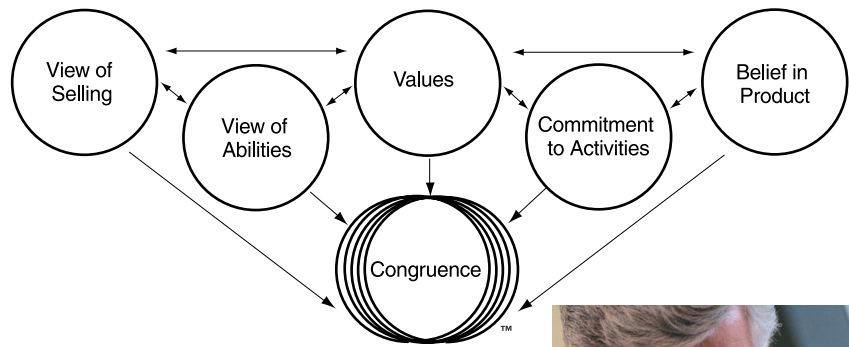 View of
Selling
View of
Abilities
Values
Commitment
to Activities
Belief in
Product
Congruence
™